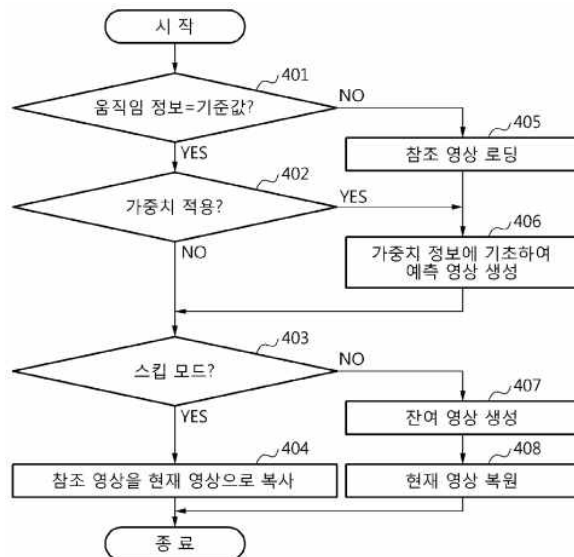 시 작
401
움직임 정보=기준값?
NO
405
YES
참조 영상 로딩
402
가중치 적용?
YES
406
NO
가중치 정보에 기초하여
예측 영상 생성
403
스킵 모드?
NO
407
YES
잔여 영상 생성
404
408
참조 영상을 현재 영상으로 복사
현재 영상 복원
종 료